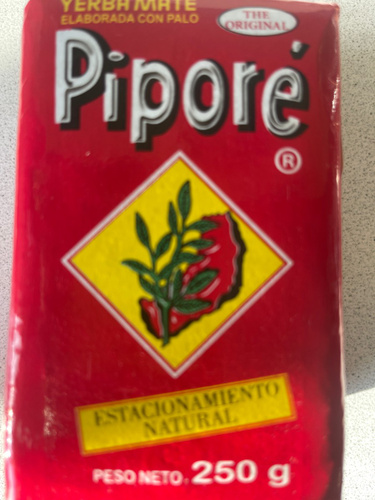 YERBA MATE
ELABORADA CON PALO
THE
ORIGINAL
Piporé
®
ESTACIONAMIENTO
NATURAL
PESO NETO: 250 g